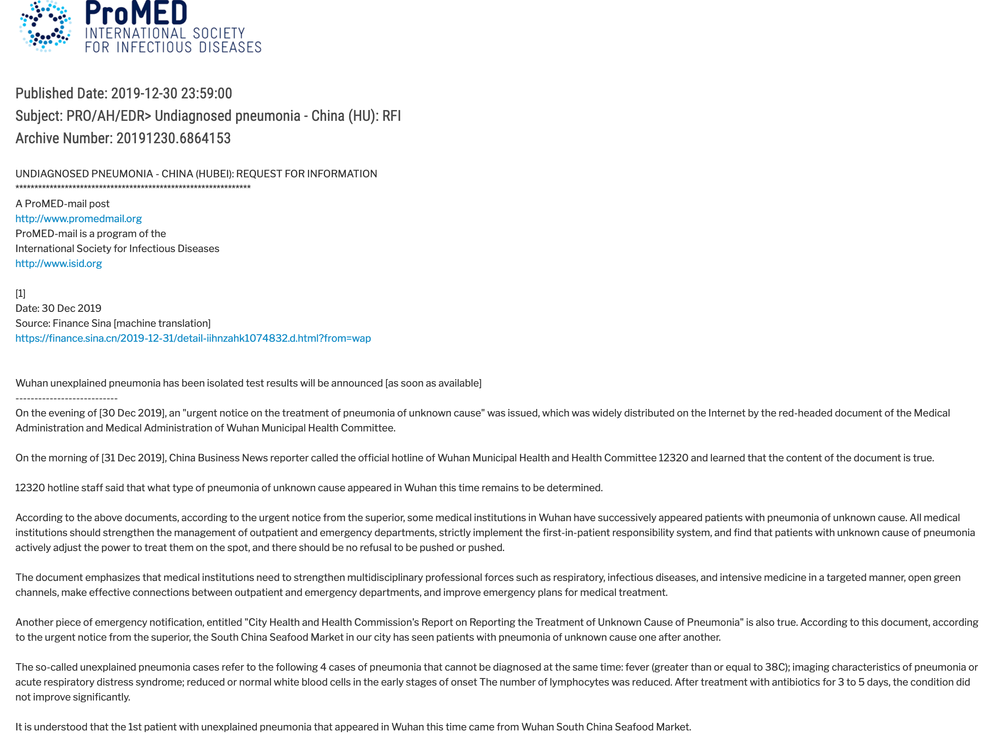 ProMED
INTERNATIONAL SOCIETY
FOR INFECTIOUS DISEASES
Published Date: 2019-12-30 23:59:00
Subject: PRO/AH/EDR> Undiagnosed pneumonia - China (HU): RFI
Archive Number: 20191230.6864153
UNDIAGNOSED PNEUMONIA - CHINA (HUBEI): REQUEST FOR INFORMATION
**************************************************************
A ProMED-mail post
http://www.promedmail.org
ProMED-mail is a program of the
International Society for Infectious Diseases
http://www.isid.org
[1]
Date: 30 Dec 2019
Source: Finance Sina [machine translation]
https://finance.sina.cn/2019-12-31/detail-iihnzahk1074832.d.html?from=wap
Wuhan unexplained pneumonia has been isolated test results will be announced [as soon as available]
---------------------------
On the evening of [30 Dec 2019], an "urgent notice on the treatment of pneumonia of unknown cause" was issued, which was widely distributed on the Internet by the red-headed document of the Medical
Administration and Medical Administration of Wuhan Municipal Health Committee.
On the morning of [31 Dec 2019], China Business News reporter called the official hotline of Wuhan Municipal Health and Health Committee 12320 and learned that the content of the document is true.
12320 hotline staff said that what type of pneumonia of unknown cause appeared in Wuhan this time remains to be determined.
According to the above documents, according to the urgent notice from the superior, some medical institutions in Wuhan have successively appeared patients with pneumonia of unknown cause. All medical
institutions should strengthen the management of outpatient and emergency departments, strictly implement the first-in-patient responsibility system, and find that patients with unknown cause of pneumonia
actively adjust the power to treat them on the spot, and there should be no refusal to be pushed or pushed.
The document emphasizes that medical institutions need to strengthen multidisciplinary professional forces such as respiratory, infectious diseases, and intensive medicine in a targeted manner, open green
channels, make effective connections between outpatient and emergency departments, and improve emergency plans for medical treatment.
Another piece of emergency notification, entitled "City Health and Health Commission's Report on Reporting the Treatment of Unknown Cause of Pneumonia" is also true. According to this document, according
to the urgent notice from the superior, the South China Seafood Market in our city has seen patients with pneumonia of unknown cause one after another.
The so-called unexplained pneumonia cases refer to the following 4 cases of pneumonia that cannot be diagnosed at the same time: fever (greater than or equal to 38C); imaging characteristics of pneumonia or
acute respiratory distress syndrome; reduced or normal white blood cells in the early stages of onset The number of lymphocytes was reduced. After treatment with antibiotics for 3 to 5 days, the condition did
not improve significantly.
It is understood that the 1st patient with unexplained pneumonia that appeared in Wuhan this time came from Wuhan South China Seafood Market.